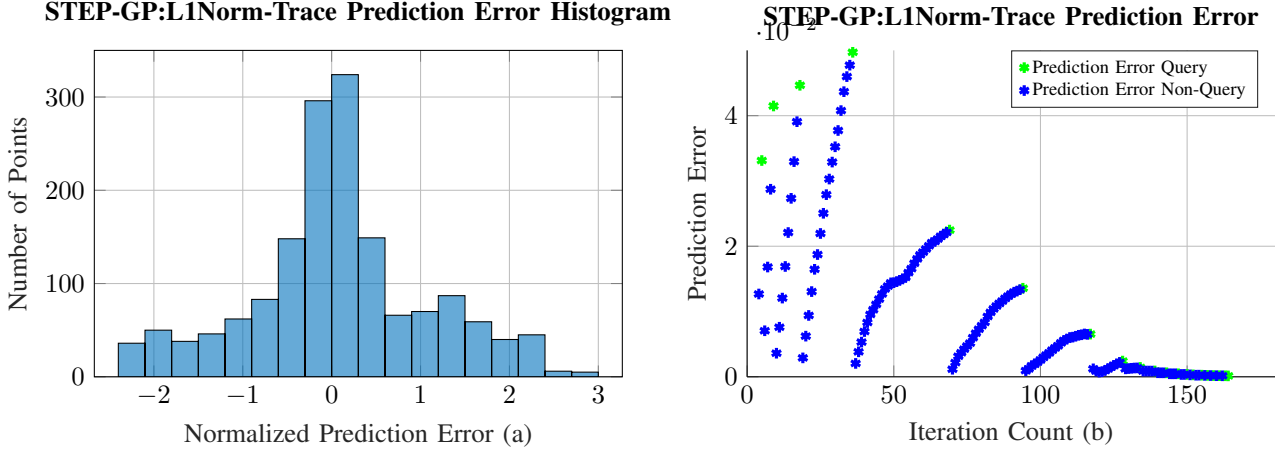 STEP-GP:L1Norm-Trace Prediction Error Histogram
300
200
100
0
−2 −1 0 1 2 3
Number of Points
Normalized Prediction Error (a)
STEP-GP:L1Norm-Trace Prediction Error
·10⁻²
Prediction Error Query
Prediction Error Non-Query
4
2
0
0 50 100 150
Prediction Error
Iteration Count (b)